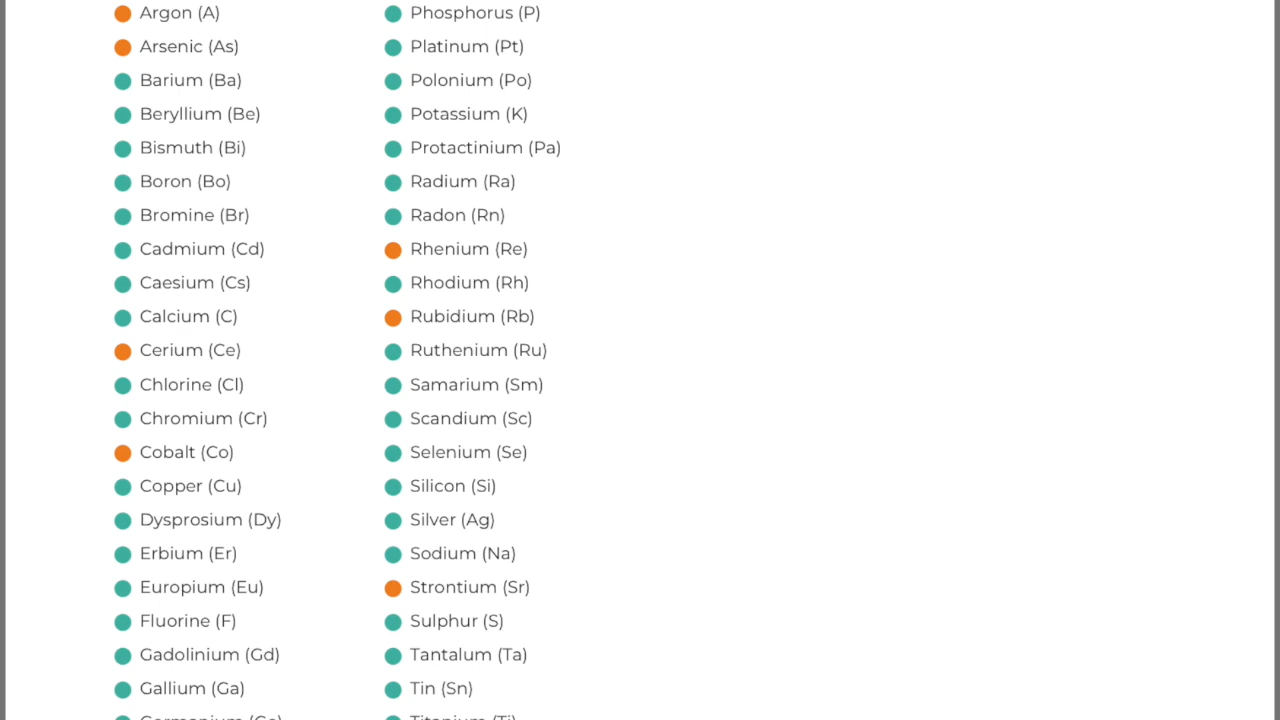 Argon (A)
Arsenic (As)
Barium (Ba)
Beryllium (Be)
Bismuth (Bi)
Boron (Bo)
Bromine (Br)
Cadmium (Cd)
Caesium (Cs)
Calcium (C)
Cerium (Ce)
Chlorine (Cl)
Chromium (Cr)
Cobalt (Co)
Copper (Cu)
Dysprosium (Dy)
Erbium (Er)
Europium (Eu)
Fluorine (F)
Gadolinium (Gd)
Gallium (Ga)
Germanium (Ge)
Phosphorus (P)
Platinum (Pt)
Polonium (Po)
Potassium (K)
Protactinium (Pa)
Radium (Ra)
Radon (Rn)
Rhenium (Re)
Rhodium (Rh)
Rubidium (Rb)
Ruthenium (Ru)
Samarium (Sm)
Scandium (Sc)
Selenium (Se)
Silicon (Si)
Silver (Ag)
Sodium (Na)
Strontium (Sr)
Sulphur (S)
Tantalum (Ta)
Tin (Sn)
Titanium (Ti)